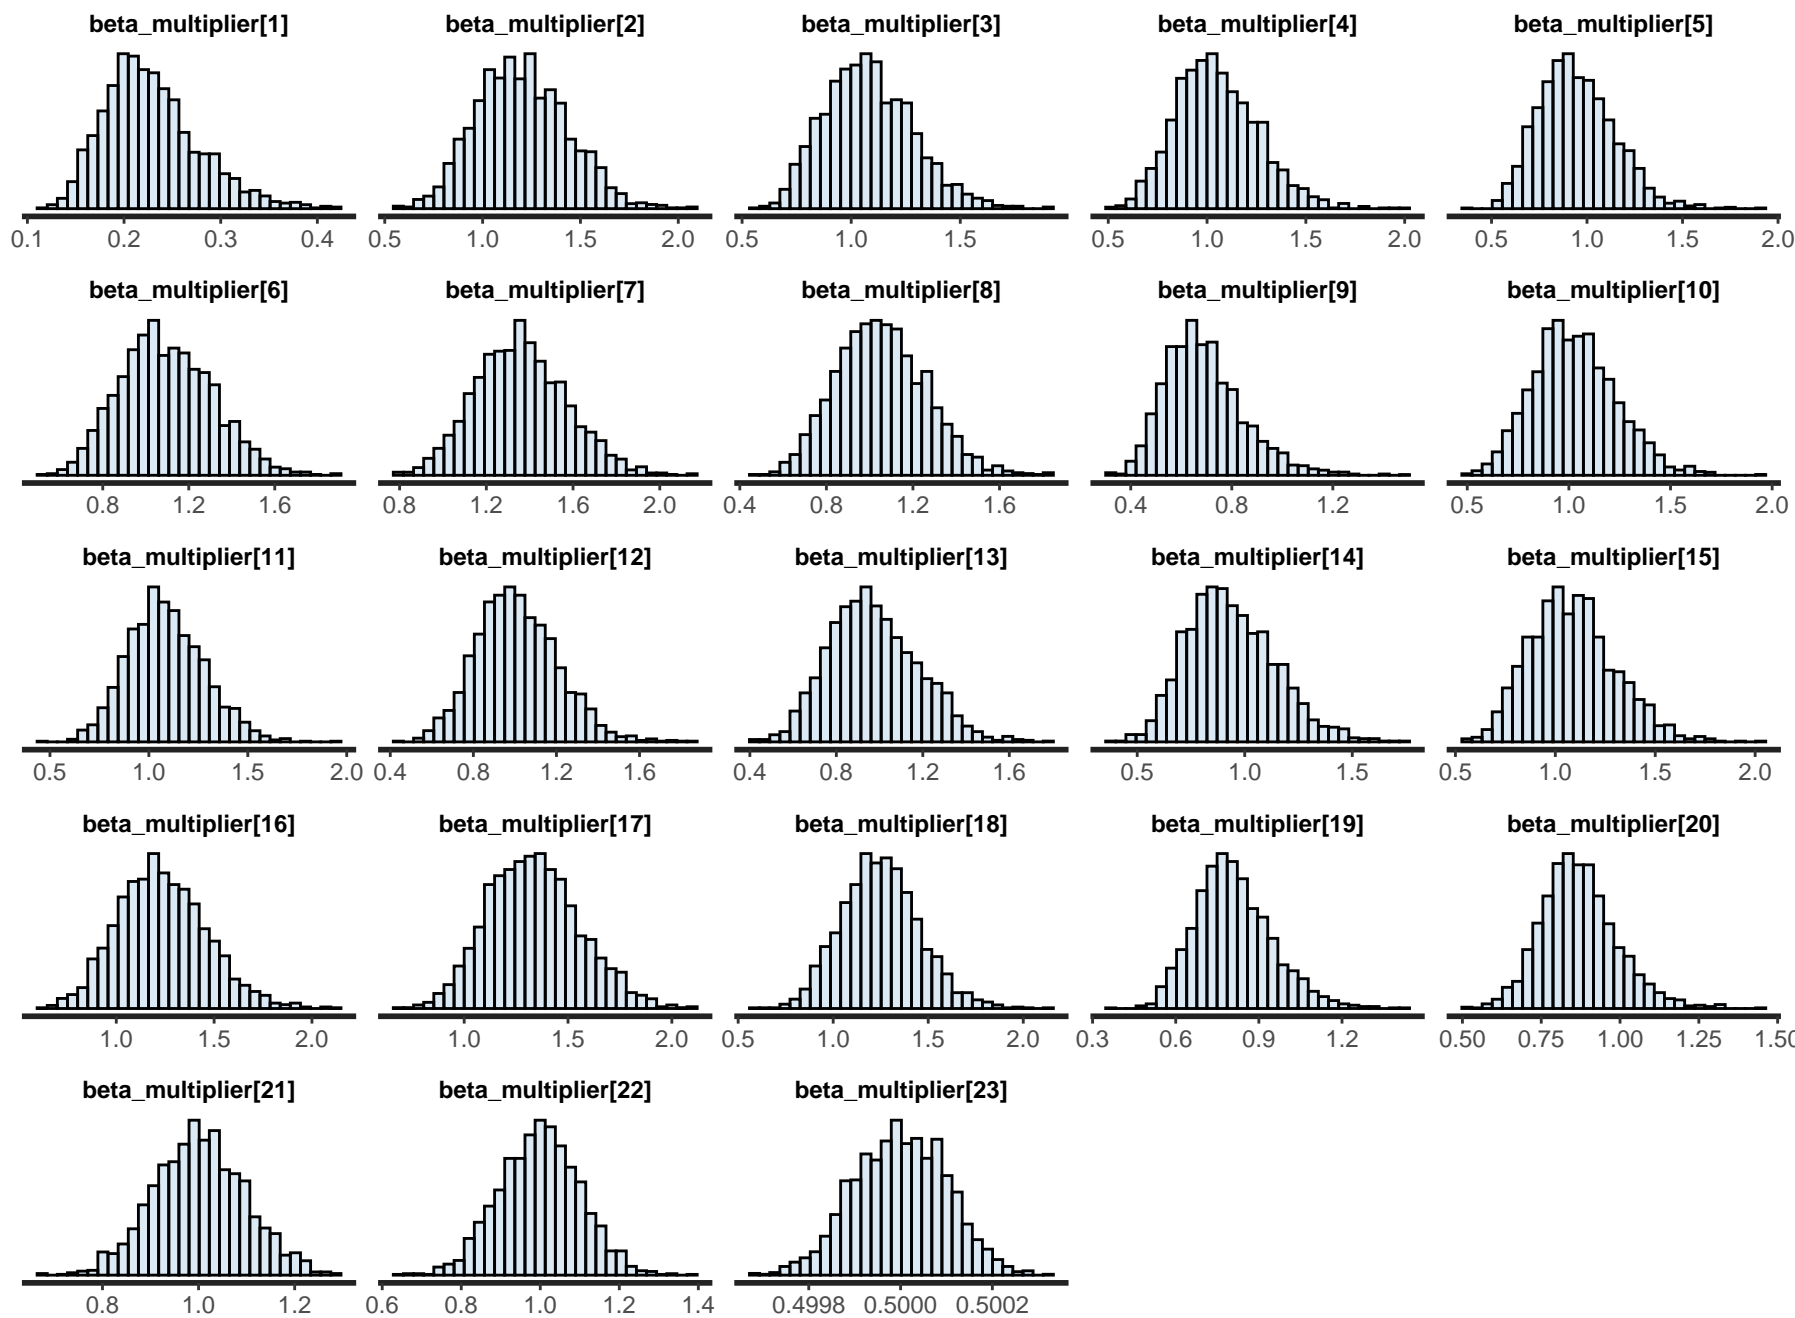 beta_multiplier[1] beta_multiplier[2] beta_multiplier[3] beta_multiplier[4] beta_multiplier[5]
0.1 0.2 0.3 0.4 0.5 1.0 1.5 2.0 0.5 1.0 1.5 0.5 1.0 1.5 2.0 0.5 1.0 1.5 2.0
beta_multiplier[6] beta_multiplier[7] beta_multiplier[8] beta_multiplier[9] beta_multiplier[10]
0.8 1.2 1.6 0.8 1.2 1.6 2.0 0.4 0.8 1.2 1.6 0.4 0.8 1.2 0.5 1.0 1.5 2.0
beta_multiplier[11] beta_multiplier[12] beta_multiplier[13] beta_multiplier[14] beta_multiplier[15]
0.5 1.0 1.5 2.0 0.4 0.8 1.2 1.6 0.4 0.8 1.2 1.6 0.5 1.0 1.5 0.5 1.0 1.5 2.0
beta_multiplier[16] beta_multiplier[17] beta_multiplier[18] beta_multiplier[19] beta_multiplier[20]
1.0 1.5 2.0 1.0 1.5 2.0 0.5 1.0 1.5 2.0 0.3 0.6 0.9 1.2 0.50 0.75 1.00 1.25 1.50
beta_multiplier[21] beta_multiplier[22] beta_multiplier[23]
0.8 1.0 1.2 0.6 0.8 1.0 1.2 1.4 0.4998 0.5000 0.5002